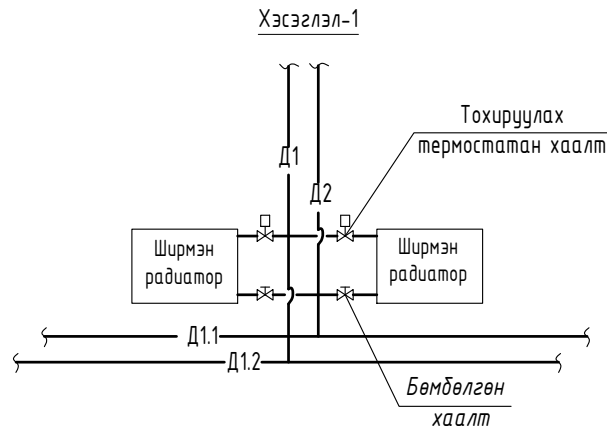 Хэсэглэл-1
Тохируулах
термостатан хаалт
Д1
Д2
Ширмэн
радиатор
Ширмэн
радиатор
Д1.1
Д1.2
Бөмбөлгөн
хаалт